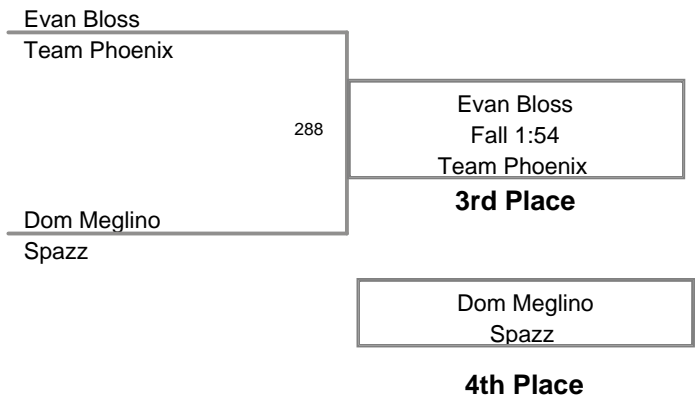 Evan Bloss
Team Phoenix
288
Evan Bloss
Fall 1:54
Team Phoenix
3rd Place
Dom Meglino
Spazz
Dom Meglino
Spazz
4th Place